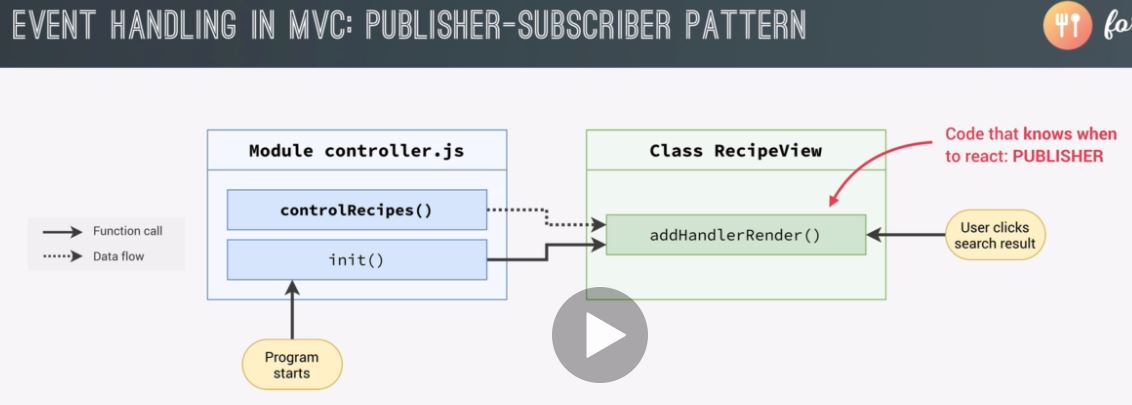 EVENT HANDLING IN MVC: PUBLISHER-SUBSCRIBER PATTERN
fo
Module controller.js
controlRecipes()
init()
Class RecipeView
addHandlerRender()
Code that knows when
to react: PUBLISHER
User clicks
search result
Function call
Data flow
Program
starts